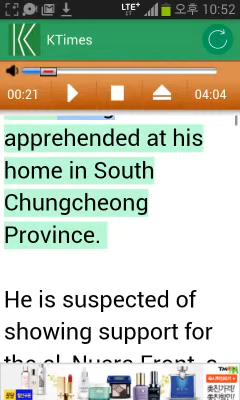 LTE
오후 10:52
KTimes
00:21
04:04
apprehended at his
home in South
Chungcheong
Province.
He is suspected of
showing support for